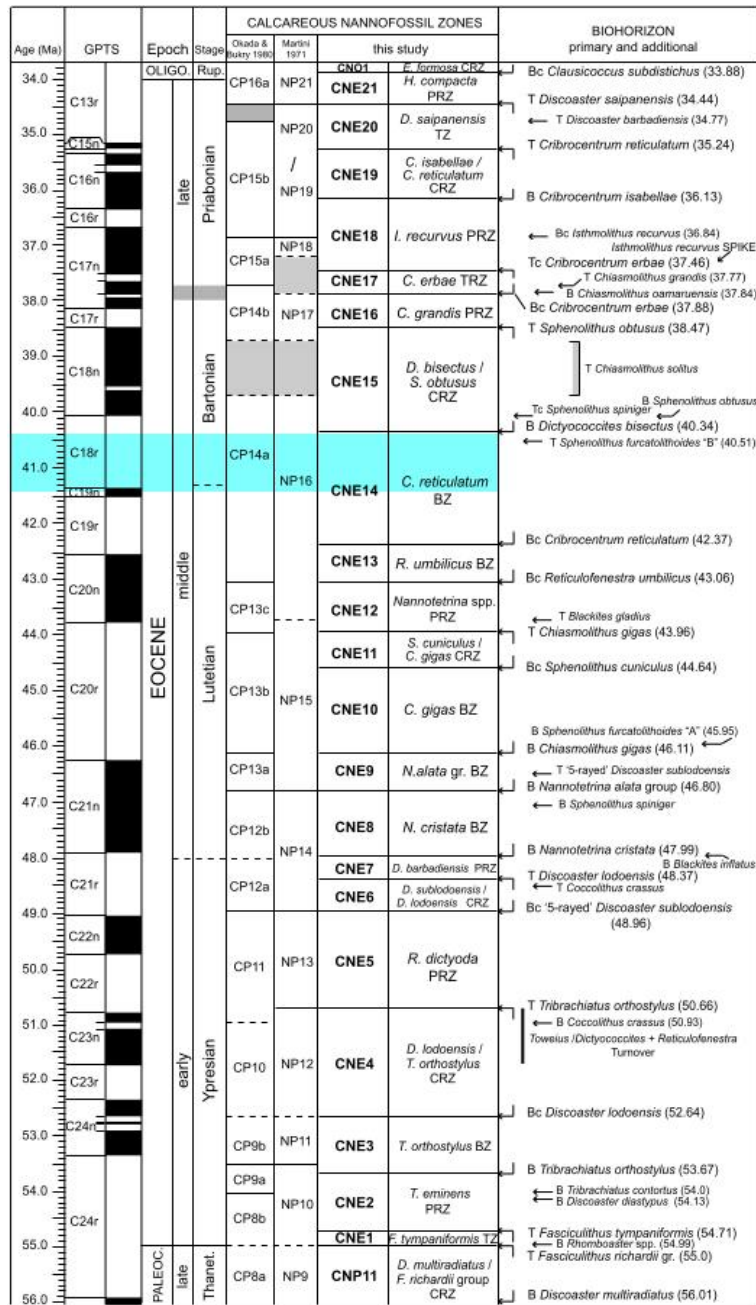 CALCAREOUS NANNOFOSSIL ZONES
BIOHORIZON
primary and additional
Age (Ma)
GPTS
Epoch
Stage
Okada &
Bukry 1980
Martini
1971
this study
34.0
35.0
36.0
37.0
38.0
39.0
40.0
41.0
42.0
43.0
44.0
45.0
46.0
47.0
48.0
49.0
50.0
51.0
52.0
53.0
54.0
55.0
56.0
C13r
C15n
C16n
C16r
C17n
C17r
C18n
C18r
C19n
C19r
C20n
C20r
C21n
C21r
C22n
C22r
C23n
C23r
C24n
C24r
OLIGO.
EOCENE
PALEOC.
late
middle
early
late
Rup.
Priabonian
Bartonian
Lutetian
Ypresian
Thanet.
CP16a
CP15b
CP15a
CP14b
CP14a
CP13c
CP13b
CP13a
CP12b
CP12a
CP11
CP10
CP9b
CP9a
CP8b
CP8a
NP21
NP20
/
NP19
NP18
NP17
NP16
NP15
NP14
NP13
NP12
NP11
NP10
NP9
CNO1
E. formosa CRZ
CNE21
H. compacta
PRZ
CNE20
D. saipanensis
TZ
CNE19
C. isabellae /
C. reticulatum
CRZ
CNE18
I. recurvus PRZ
CNE17
C. erbae TRZ
CNE16
C. grandis PRZ
CNE15
D. bisectus /
S. obtusus
CRZ
CNE14
C. reticulatum
BZ
CNE13
R. umbilicus BZ
CNE12
Nannotetrina spp.
PRZ
CNE11
S. cuniculus /
C. gigas CRZ
CNE10
C. gigas BZ
CNE9
N.alata gr. BZ
CNE8
N. cristata BZ
CNE7
D. barbadiensis PRZ
CNE6
D. sublodoensis /
D. lodoensis CRZ
CNE5
R. dictyoda
PRZ
CNE4
D. lodoensis /
T. orthostylus
CRZ
CNE3
T. orthostylus BZ
CNE2
T. eminens
PRZ
CNE1
F. tympaniformis TZ
CNP11
D. multiradiatus /
F. richardii group
CRZ
Bc Clausicoccus subdistichus (33.88)
T Discoaster saipanensis (34.44)
T Discoaster barbadiensis (34.77)
T Cribrocentrum reticulatum (35.24)
B Cribrocentrum isabellae (36.13)
Bc Isthmolithus recurvus (36.84)
Isthmolithus recurvus SPIKE
Tc Cribrocentrum erbae (37.46)
T Chiasmolithus grandis (37.77)
B Chiasmolithus oamaruensis (37.84)
Bc Cribrocentrum erbae (37.88)
T Sphenolithus obtusus (38.47)
T Chiasmolithus solitus
B Sphenolithus obtusus
Tc Sphenolithus spiniger
B Dictyococcites bisectus (40.34)
T Sphenolithus furcatolithoides "B" (40.51)
Bc Cribrocentrum reticulatum (42.37)
Bc Reticulofenestra umbilicus (43.06)
T Blackites gladius
T Chiasmolithus gigas (43.96)
Bc Sphenolithus cuniculus (44.64)
B Sphenolithus furcatolithoides "A" (45.95)
B Chiasmolithus gigas (46.11)
T '5-rayed' Discoaster sublodoensis
B Nannotetrina alata group (46.80)
B Sphenolithus spiniger
B Nannotetrina cristata (47.99)
B Blackites inflatus
T Discoaster lodoensis (48.37)
T Coccolithus crassus
Bc '5-rayed' Discoaster sublodoensis
(48.96)
T Tribrachiatus orthostylus (50.66)
B Coccolithus crassus (50.93)
Toweius /Dictyococcites + Reticulofenestra
Turnover
Bc Discoaster lodoensis (52.64)
B Tribrachiatus orthostylus (53.67)
B Tribrachiatus contortus (54.0)
B Discoaster diastypus (54.13)
T Fasciculithus tympaniformis (54.71)
B Rhomboaster spp. (54.99)
T Fasciculithus richardii gr. (55.0)
B Discoaster multiradiatus (56.01)